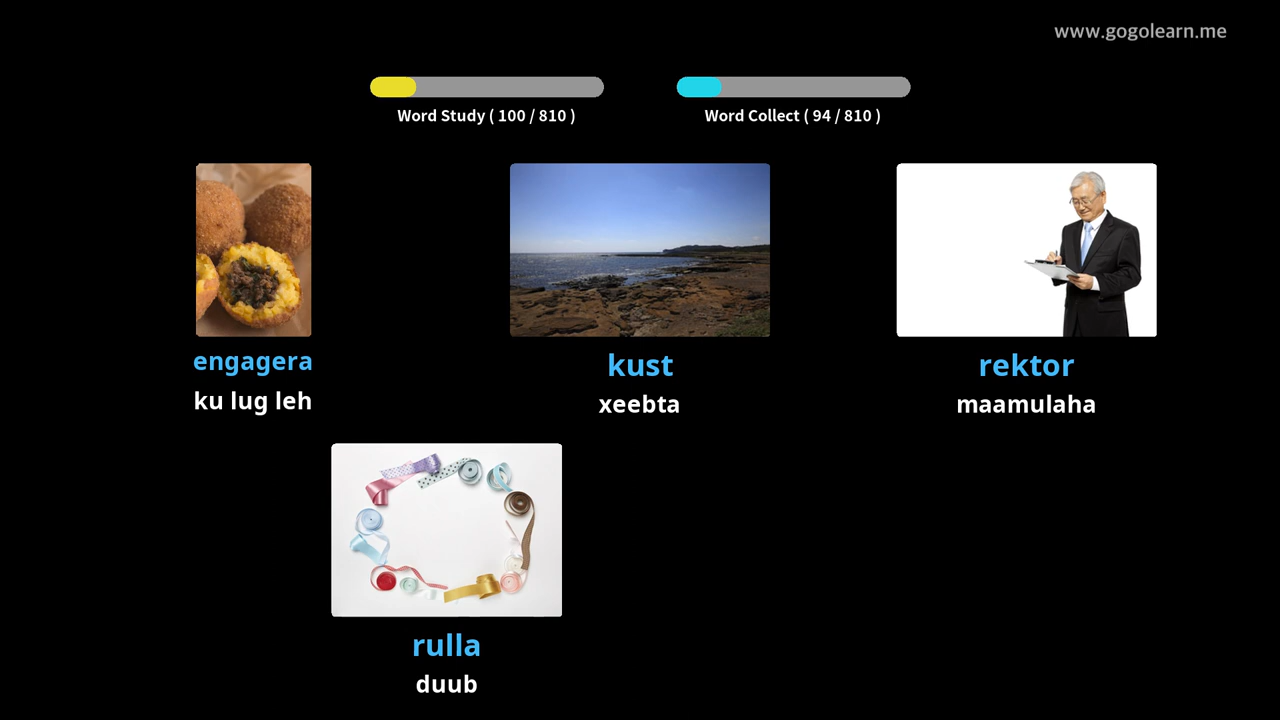 www.gogolearn.me
Word Study ( 100 / 810 )
Word Collect ( 94 / 810 )
engagera
ku lug leh
kust
xeebta
rektor
maamulaha
rulla
duub